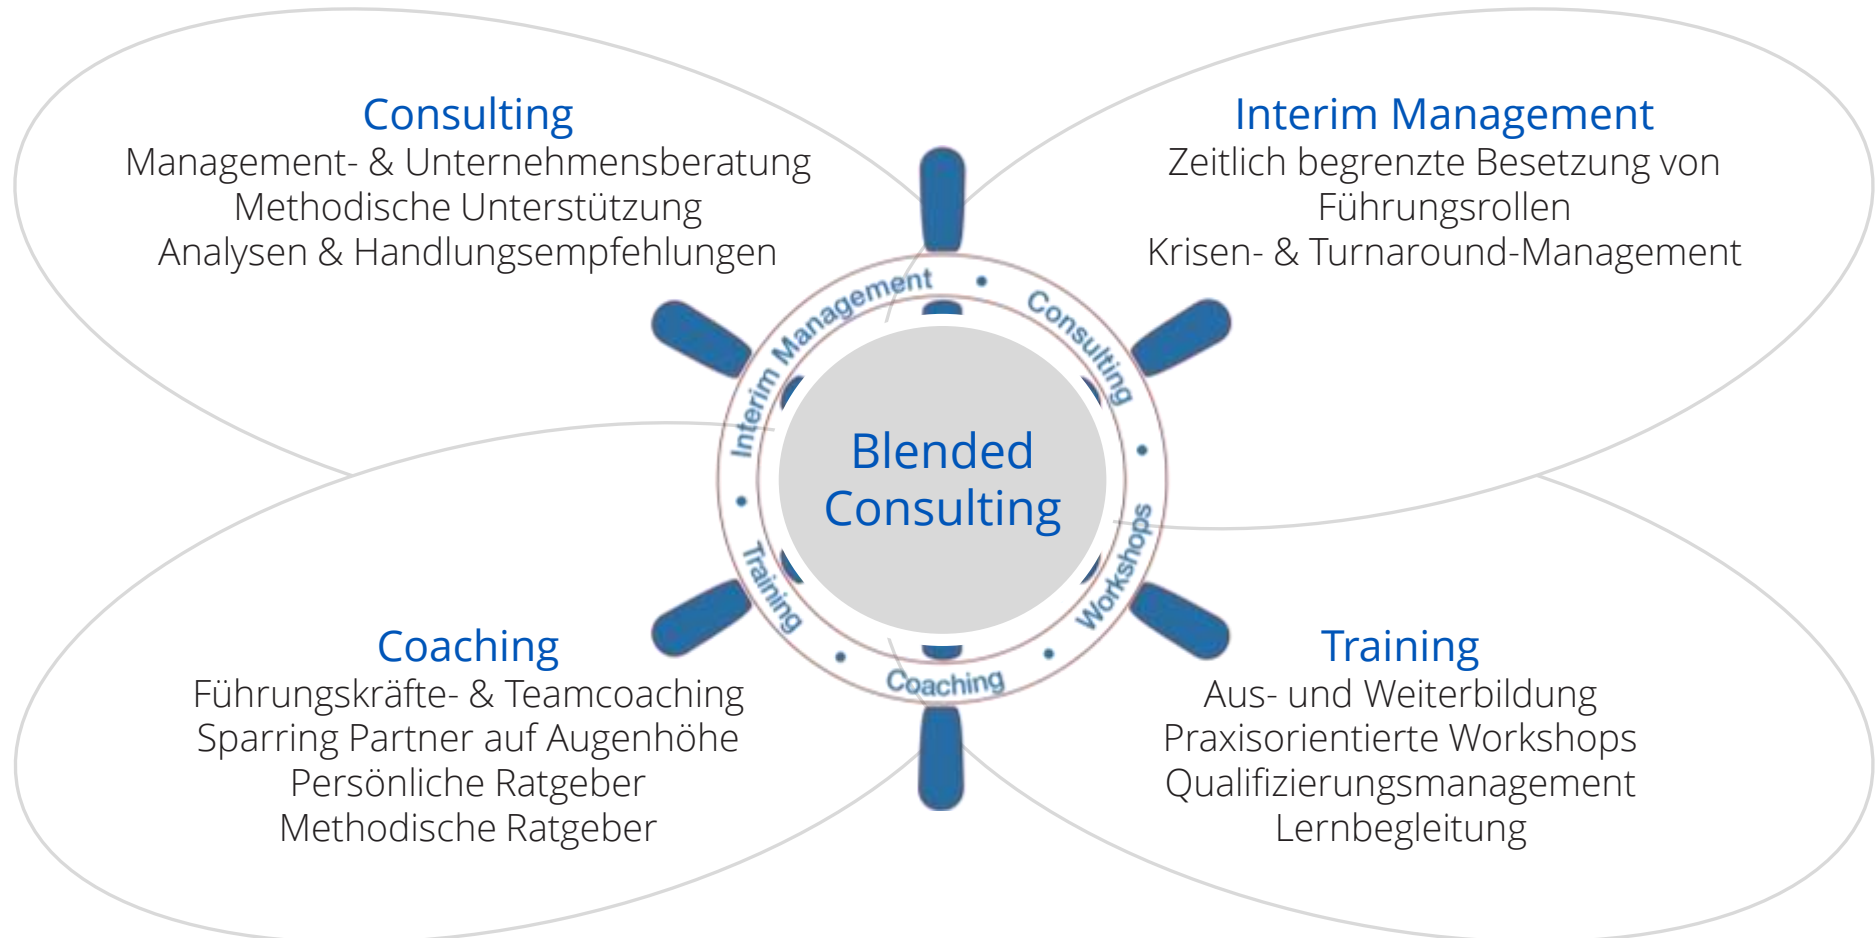 Consulting
Management- & Unternehmensberatung
Methodische Unterstützung
Analysen & Handlungsempfehlungen
Interim Management
Zeitlich begrenzte Besetzung von
Führungsrollen
Krisen- & Turnaround-Management
Interim Management • Consulting • Workshops • Coaching • Training •
Blended
Consulting
Coaching
Führungskräfte- & Teamcoaching
Sparring Partner auf Augenhöhe
Persönliche Ratgeber
Methodische Ratgeber
Training
Aus- und Weiterbildung
Praxisorientierte Workshops
Qualifizierungsmanagement
Lernbegleitung